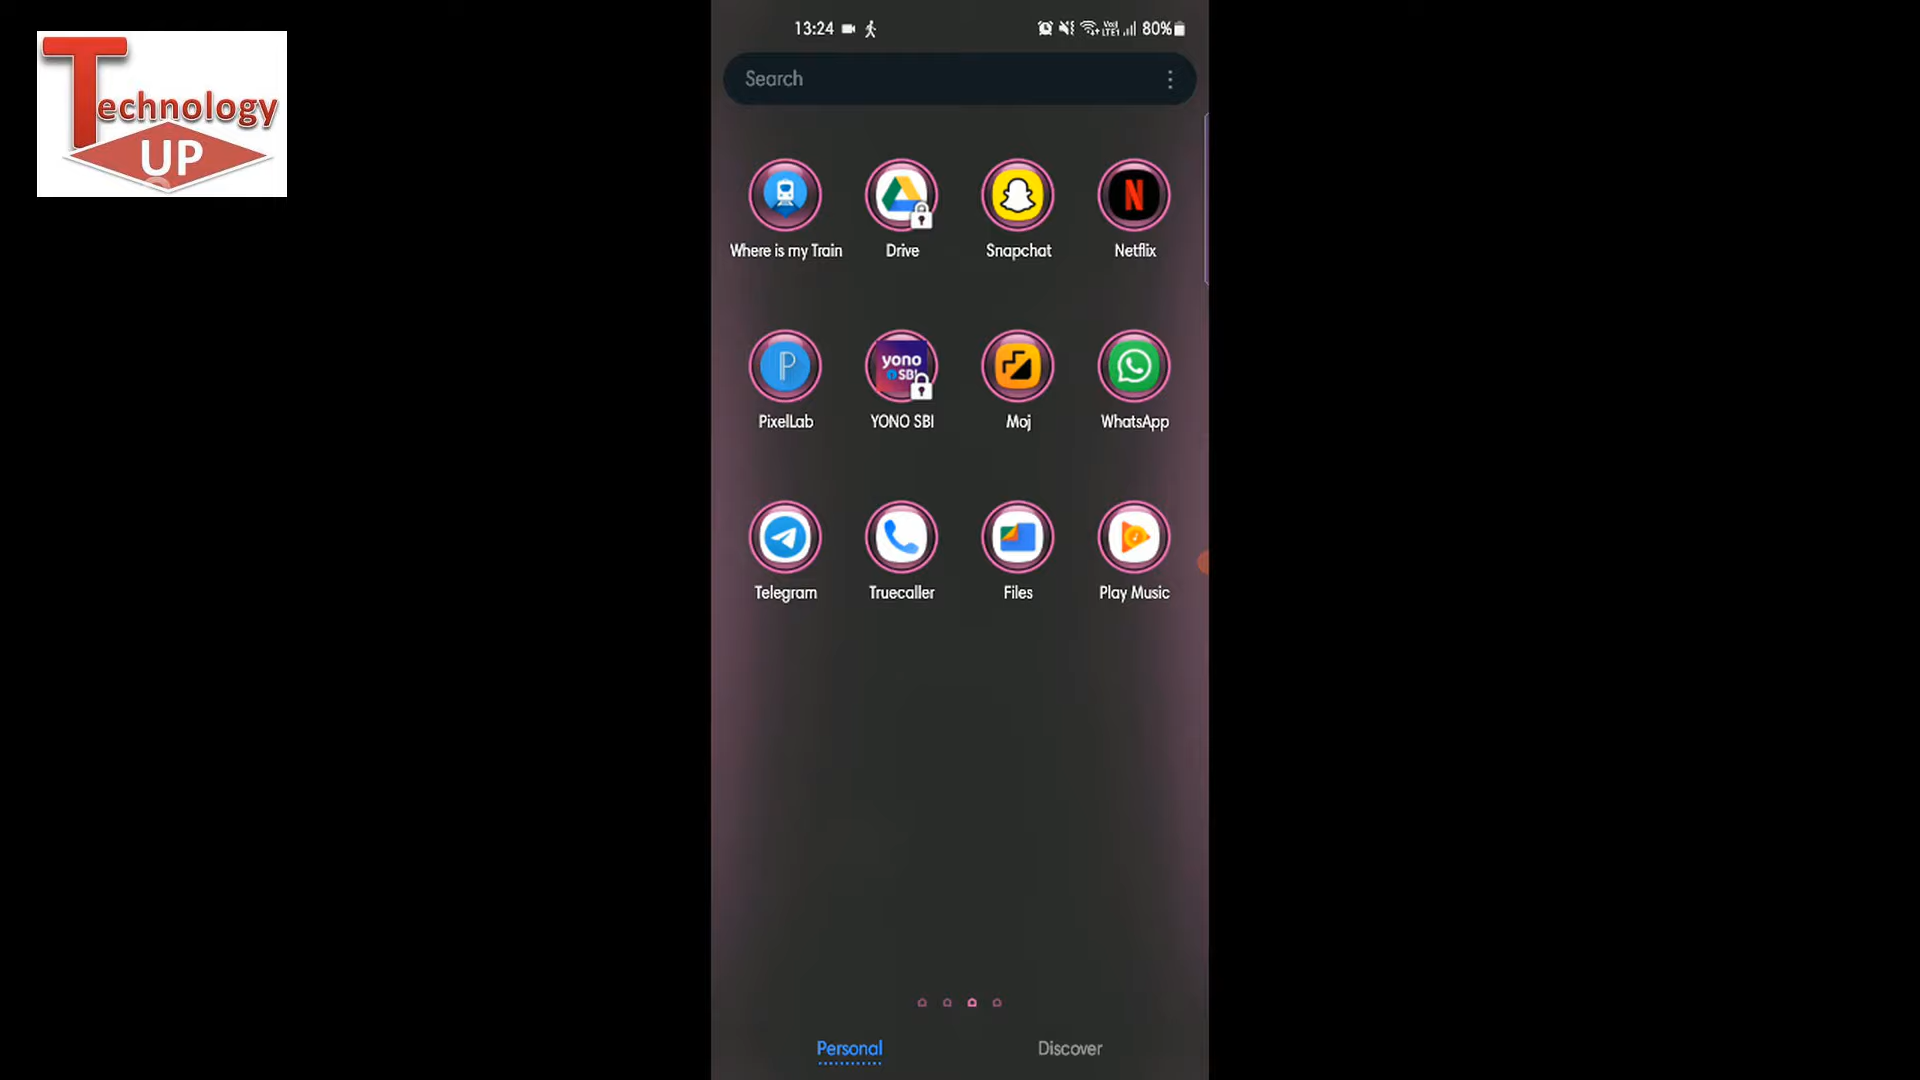 Technology
UP
13:24
80%
Search
Where is my Train
Drive
Snapchat
Netflix
yono
SBI
PixelLab
YONO SBI
Moj
WhatsApp
Telegram
Truecaller
Files
Play Music
Personal
Discover